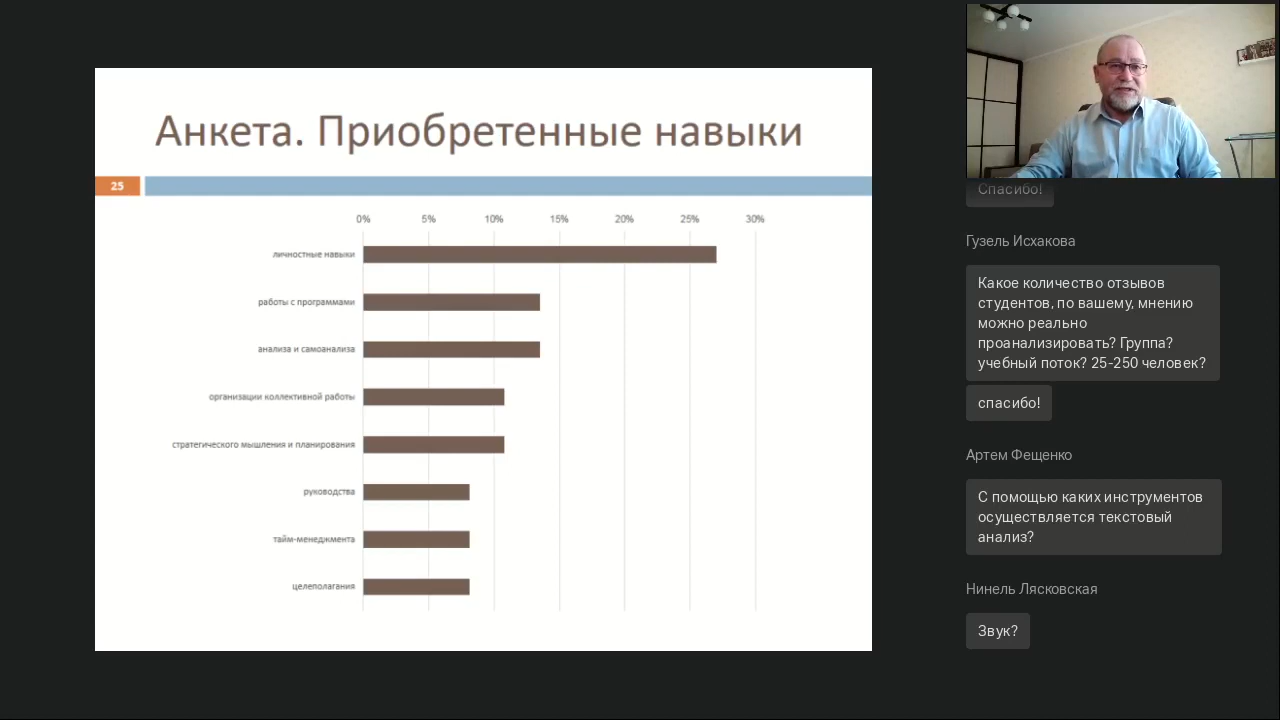 Анкета. Приобретенные навыки
25
0% 5% 10% 15% 20% 25% 30%
личностные навыки
работы с программами
анализа и самоанализа
организации коллективной работы
стратегического мышления и планирования
руководства
тайм-менеджмента
целеполагания
Спасибо!
Гузель Исхакова
Какое количество отзывов
студентов, по вашему, мнению
можно реально
проанализировать? Группа?
учебный поток? 25-250 человек?
спасибо!
Артем Фещенко
С помощью каких инструментов
осуществляется текстовый
анализ?
Нинель Лясковская
Звук?